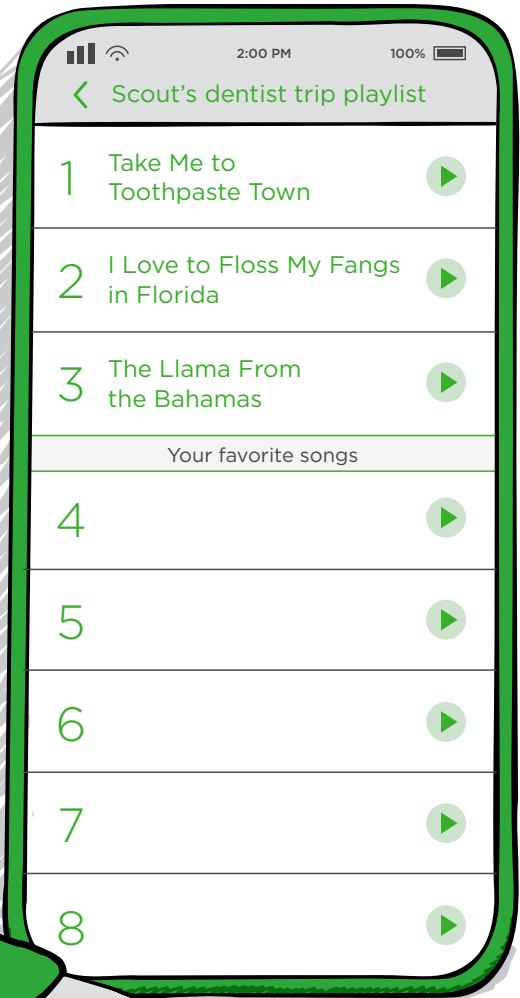 2:00 PM 100%
Scout’s dentist trip playlist
1 Take Me to
Toothpaste Town
2 I Love to Floss My Fangs
in Florida
3 The Llama From
the Bahamas
Your favorite songs
4
5
6
7
8